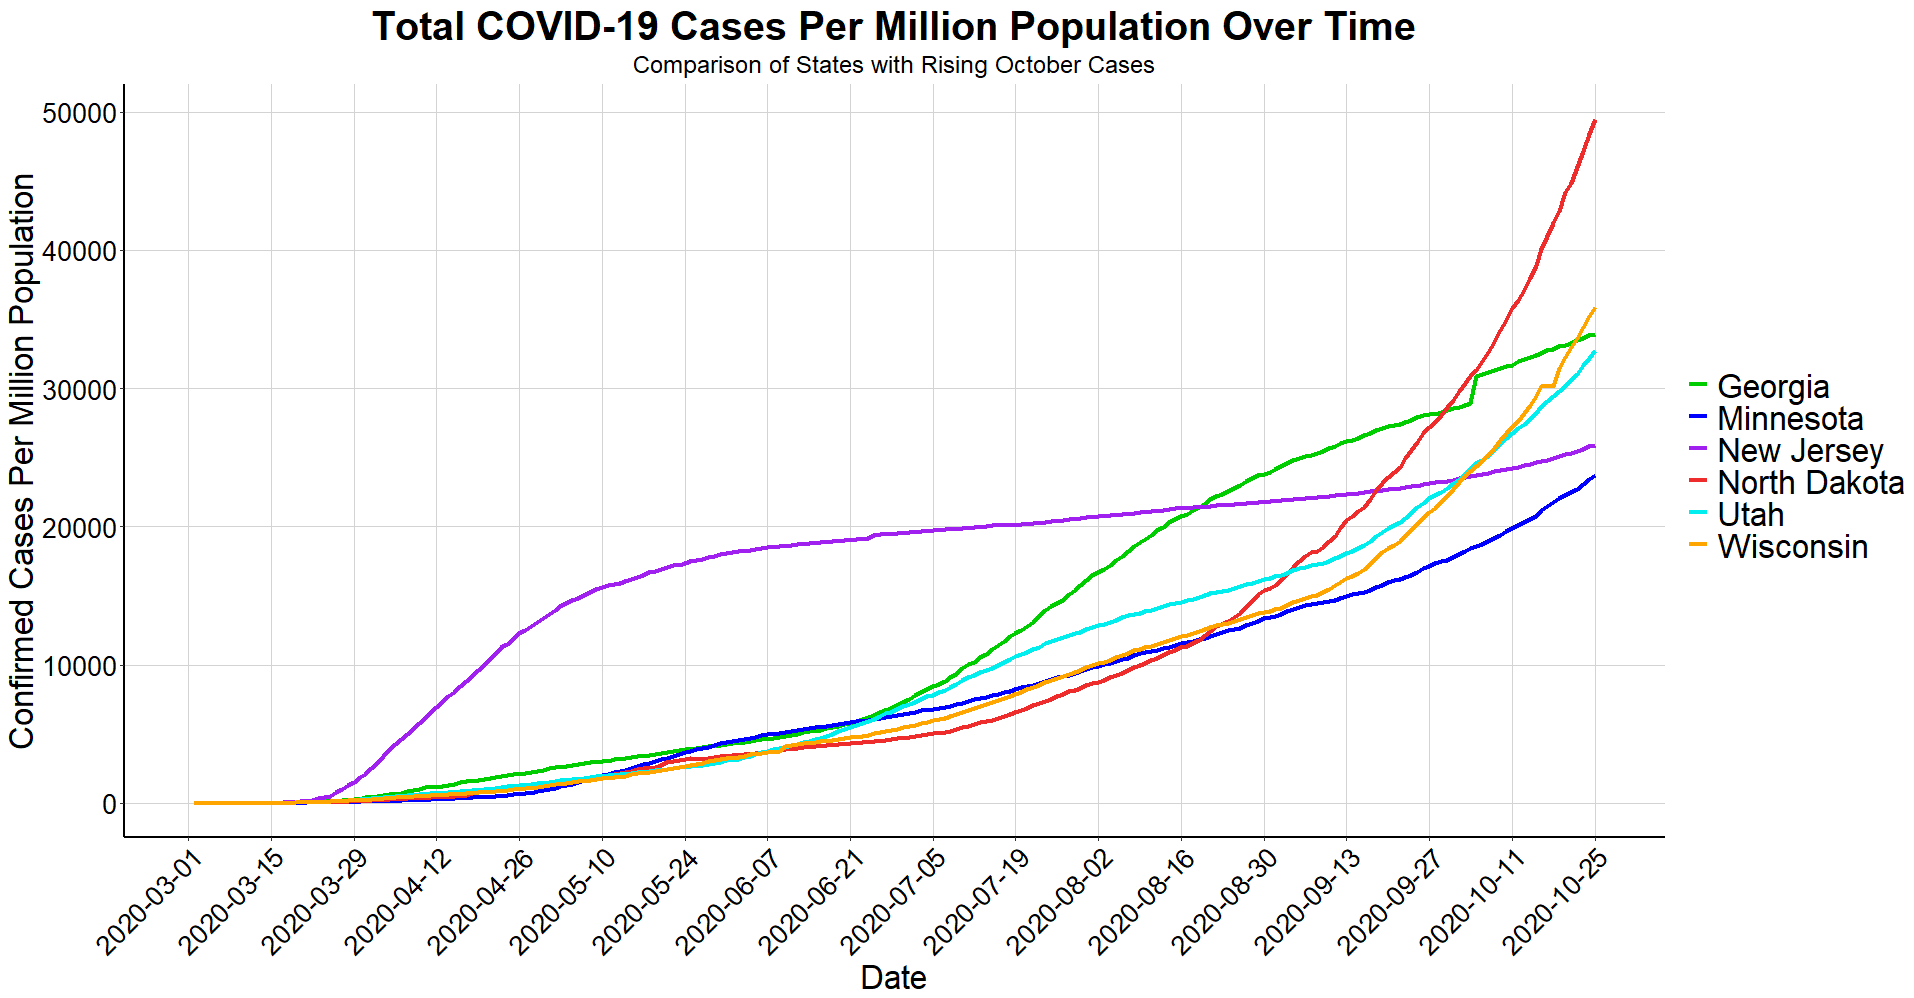 Total COVID-19 Cases Per Million Population Over Time
Comparison of States with Rising October Cases
Confirmed Cases Per Million Population
50000
40000
30000
20000
10000
0
2020-03-01
2020-03-15
2020-03-29
2020-04-12
2020-04-26
2020-05-10
2020-05-24
2020-06-07
2020-06-21
2020-07-05
2020-07-19
2020-08-02
2020-08-16
2020-08-30
2020-09-13
2020-09-27
2020-10-11
2020-10-25
Date
Georgia
Minnesota
New Jersey
North Dakota
Utah
Wisconsin